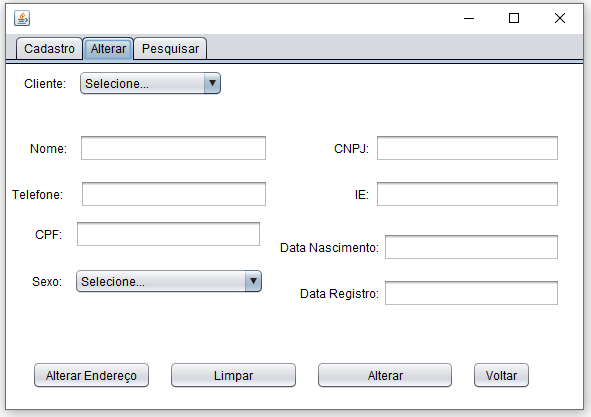 Cadastro Alterar Pesquisar
Cliente: Selecione...
Nome: CNPJ:
Telefone: IE:
CPF:
Data Nascimento:
Sexo: Selecione...
Data Registro:
Alterar Endereço Limpar Alterar Voltar